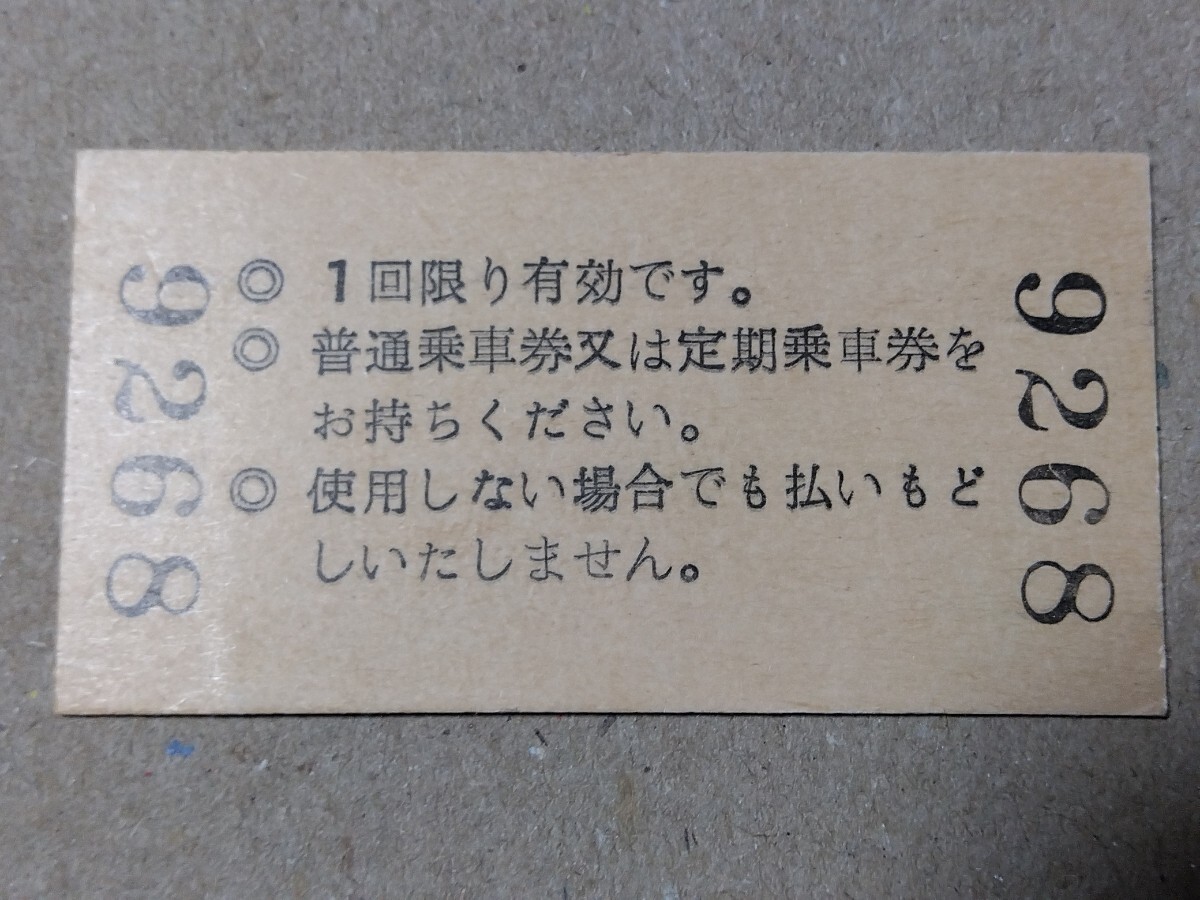 9268
◎ 1回限り有効です。
◎ 普通乗車券又は定期乗車券を
お持ちください。
◎ 使用しない場合でも払いもど
しいたしません。
9268